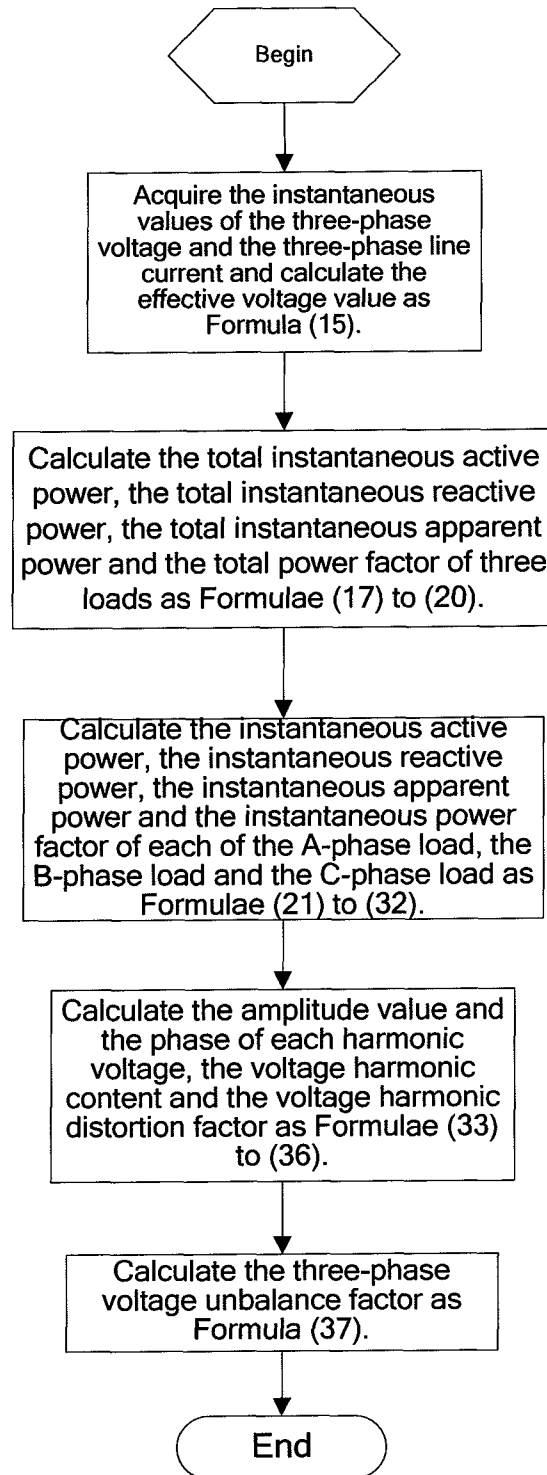 Begin
Acquire the instantaneous
values of the three-phase
voltage and the three-phase line
current and calculate the
effective voltage value as
Formula (15).
Calculate the total instantaneous active
power, the total instantaneous reactive
power, the total instantaneous apparent
power and the total power factor of three
loads as Formulae (17) to (20).
Calculate the instantaneous active
power, the instantaneous reactive
power, the instantaneous apparent
power and the instantaneous power
factor of each of the A-phase load, the
B-phase load and the C-phase load as
Formulae (21) to (32).
Calculate the amplitude value and
the phase of each harmonic
voltage, the voltage harmonic
content and the voltage harmonic
distortion factor as Formulae (33)
to (36).
Calculate the three-phase
voltage unbalance factor as
Formula (37).
End